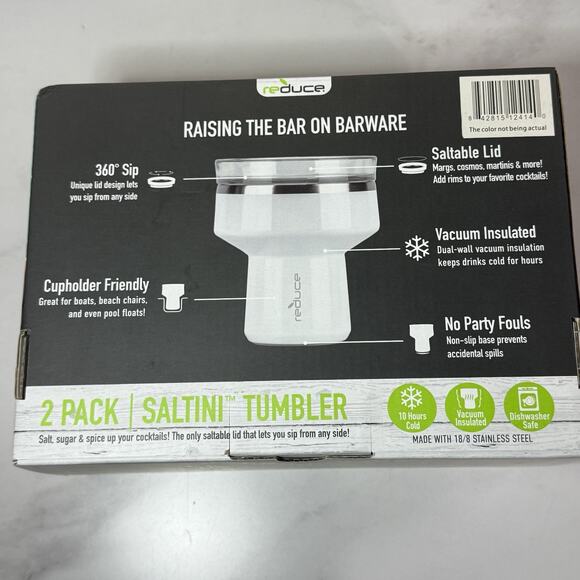 reduce
8 42815 12414 0
The color not being actual
RAISING THE BAR ON BARWARE
360° Sip
Unique lid design lets
you sip from any side
Saltable Lid
Margs, cosmos, martinis & more!
Add rims to your favorite cocktails!
Vacuum Insulated
Dual-wall vacuum insulation
keeps drinks cold for hours
Cupholder Friendly
Great for boats, beach chairs,
and even pool floats!
reduce
No Party Fouls
Non-slip base prevents
accidental spills
2 PACK | SALTINI™ TUMBLER
Salt, sugar & spice up your cocktails! The only saltable lid that lets you sip from any side!
10 Hours
Cold
Vacuum
Insulated
Dishwasher
Safe
MADE WITH 18/8 STAINLESS STEEL